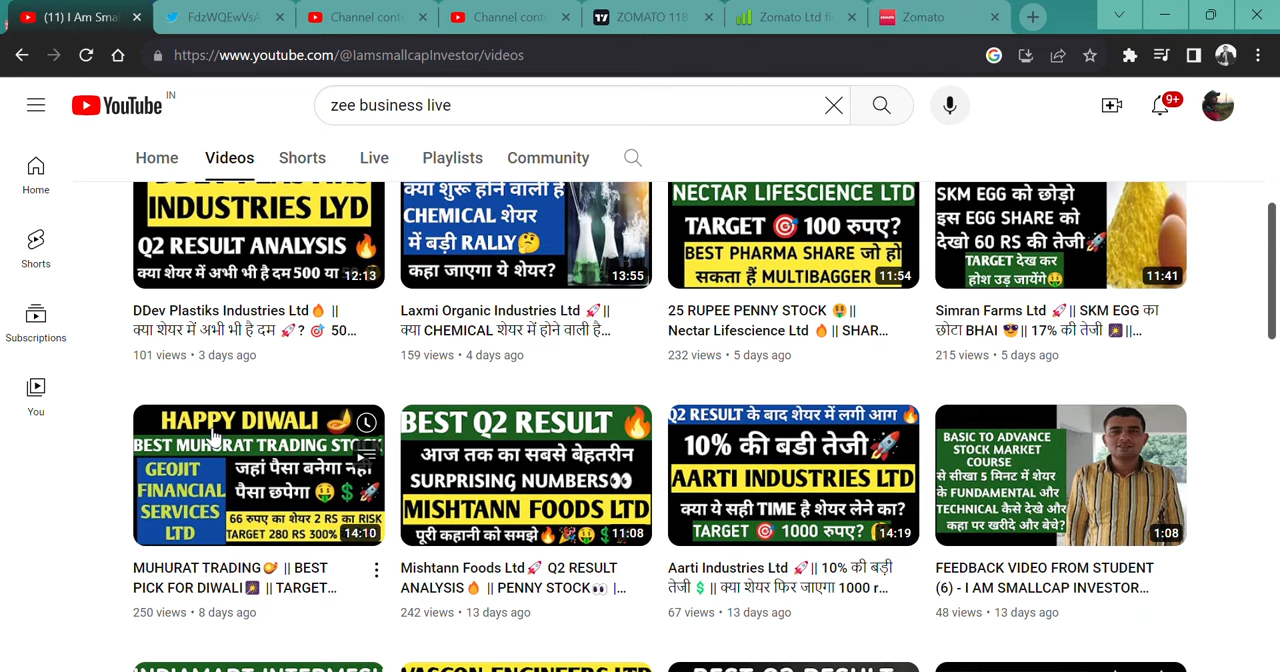 (11) I Am Sma
FdzWQEwVsA
Channel cont
Channel cont
ZOMATO 118
Zomato Ltd fi
Zomato
https://www.youtube.com/@IamsmallcapInvestor/videos
YouTube IN
zee business live
9+
Home
Videos
Shorts
Live
Playlists
Community
Home
Shorts
Subscriptions
You
INDUSTRIES LYD
Q2 RESULT ANALYSIS 🔥
क्या शेयर में अभी भी है दम 500 या
12:13
क्या शुरू होने वाली है
CHEMICAL शेयर
में बड़ी RALLY🤔
कहा जाएगा ये शेयर?
13:55
NECTAR LIFESCIENCE LTD
TARGET 🎯 100 रुपए?
BEST PHARMA SHARE जो हो
सकता हैं MULTIBAGGER
11:54
SKM EGG को छोड़ो
इस EGG SHARE को
देखो 60 RS की तेजी🚀
TARGET देख कर
होश उड़ जायेंगे🤑
11:41
DDev Plastiks Industries Ltd🔥 ||
क्या शेयर में अभी भी है दम 🚀? 🎯 50...
101 views • 3 days ago
Laxmi Organic Industries Ltd 🚀||
क्या CHEMICAL शेयर में होने वाली है...
159 views • 4 days ago
25 RUPEE PENNY STOCK 🤑||
Nectar Lifescience Ltd 🔥 || SHAR...
232 views • 5 days ago
Simran Farms Ltd 🚀|| SKM EGG का
छोटा BHAI 😎|| 17% की तेजी 🎆||...
215 views • 5 days ago
HAPPY DIWALI 🪔
BEST MUHURAT TRADING STOCK
GEOJIT
FINANCIAL
SERVICES
LTD
जहां पैसा बनेगा नहीं
पैसा छपेगा 🤑💲🚀
66 रुपए का शेयर 2 RS का RISK
TARGET 280 RS 300%
14:10
BEST Q2 RESULT 🔥
आज तक का सबसे बेहतरीन
SURPRISING NUMBERS👀
MISHTANN FOODS LTD
पूरी कहानी को समझे🔥🎉🤑💲
11:08
Q2 RESULT के बाद शेयर में लगी आग 🔥
10% की बडी तेजी🚀
AARTI INDUSTRIES LTD
क्या ये सही TIME है शेयर लेने का?
TARGET 🎯 1000 रुपए?
14:19
BASIC TO ADVANCE
STOCK MARKET
COURSE
से सीखा 5 मिनट में शेयर
के FUNDAMENTAL और
TECHNICAL कैसे देखे और
कहा पर खरीदे और बेचे?
1:08
MUHURAT TRADING🪔 || BEST
PICK FOR DIWALI🎆 || TARGET...
250 views • 8 days ago
Mishtann Foods Ltd🚀 Q2 RESULT
ANALYSIS🔥 || PENNY STOCK👀 |...
242 views • 13 days ago
Aarti Industries Ltd 🚀|| 10% की बड़ी
तेजी💲 || क्या शेयर फिर जाएगा 1000 र...
67 views • 13 days ago
FEEDBACK VIDEO FROM STUDENT
(6) - I AM SMALLCAP INVESTOR...
48 views • 13 days ago